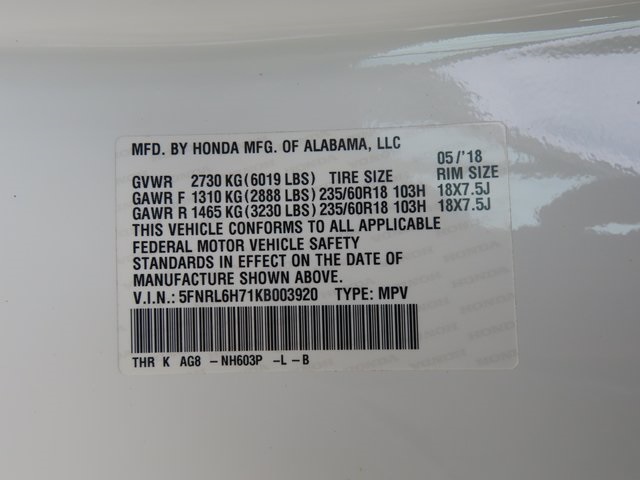 MFD. BY HONDA MFG. OF ALABAMA, LLC
05/'18
GVWR 2730 KG (6019 LBS) TIRE SIZE RIM SIZE
GAWR F 1310 KG (2888 LBS) 235/60R18 103H 18X7.5J
GAWR R 1465 KG (3230 LBS) 235/60R18 103H 18X7.5J
THIS VEHICLE CONFORMS TO ALL APPLICABLE
FEDERAL MOTOR VEHICLE SAFETY
STANDARDS IN EFFECT ON THE DATE OF
MANUFACTURE SHOWN ABOVE.
V.I.N.: 5FNRL6H71KB003920 TYPE: MPV
THR K AG8 -NH603P -L -B